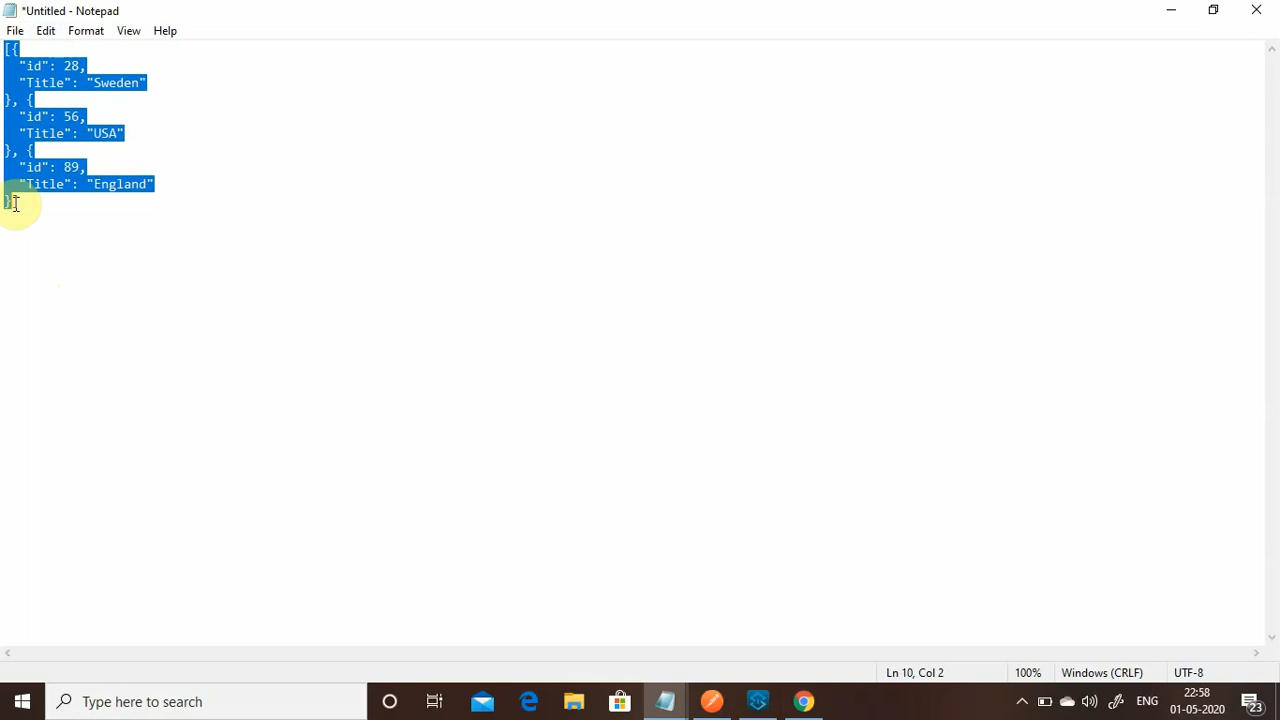 *Untitled - Notepad
File Edit Format View Help
[{
"id": 28,
"Title": "Sweden"
}, {
"id": 56,
"Title": "USA"
}, {
"id": 89,
"Title": "England"
}
Ln 10, Col 2 100% Windows (CRLF) UTF-8
Type here to search
ENG
22:58
01-05-2020
23